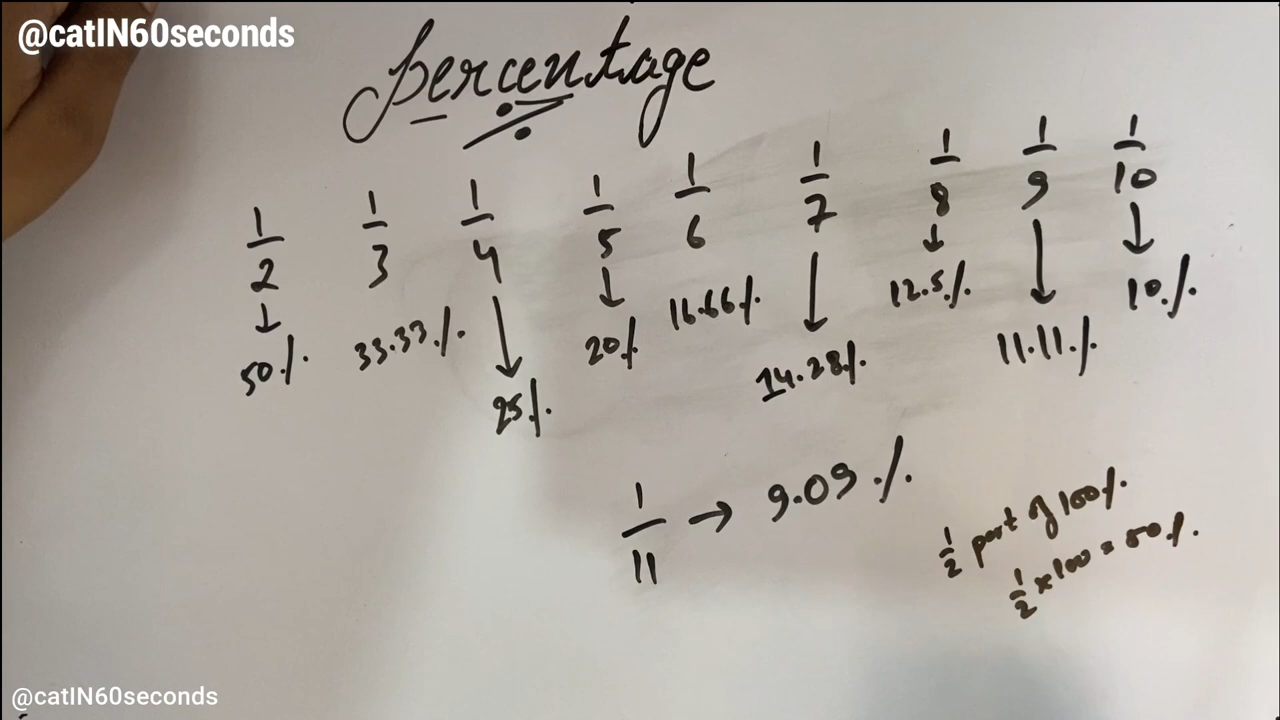 @catIN60seconds
percentage
%
1/2 1/3 1/4 1/5 1/6 1/7 1/8 1/9 1/10
↓ ↓ ↓ ↓ ↓ ↓ ↓
50% 33.33% 25% 20% 16.66% 14.28% 12.5% 11.11% 10%
1/11 → 9.09%
1/2 part of 100%
1/2 × 100 = 50%
@catIN60seconds